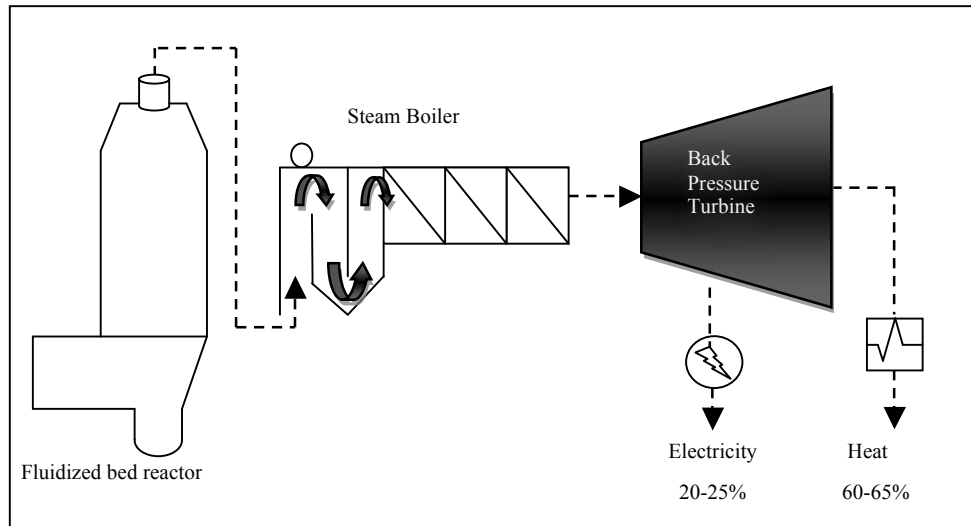 Steam Boiler
Back
Pressure
Turbine
Fluidized bed reactor
Electricity
Heat
20-25%
60-65%